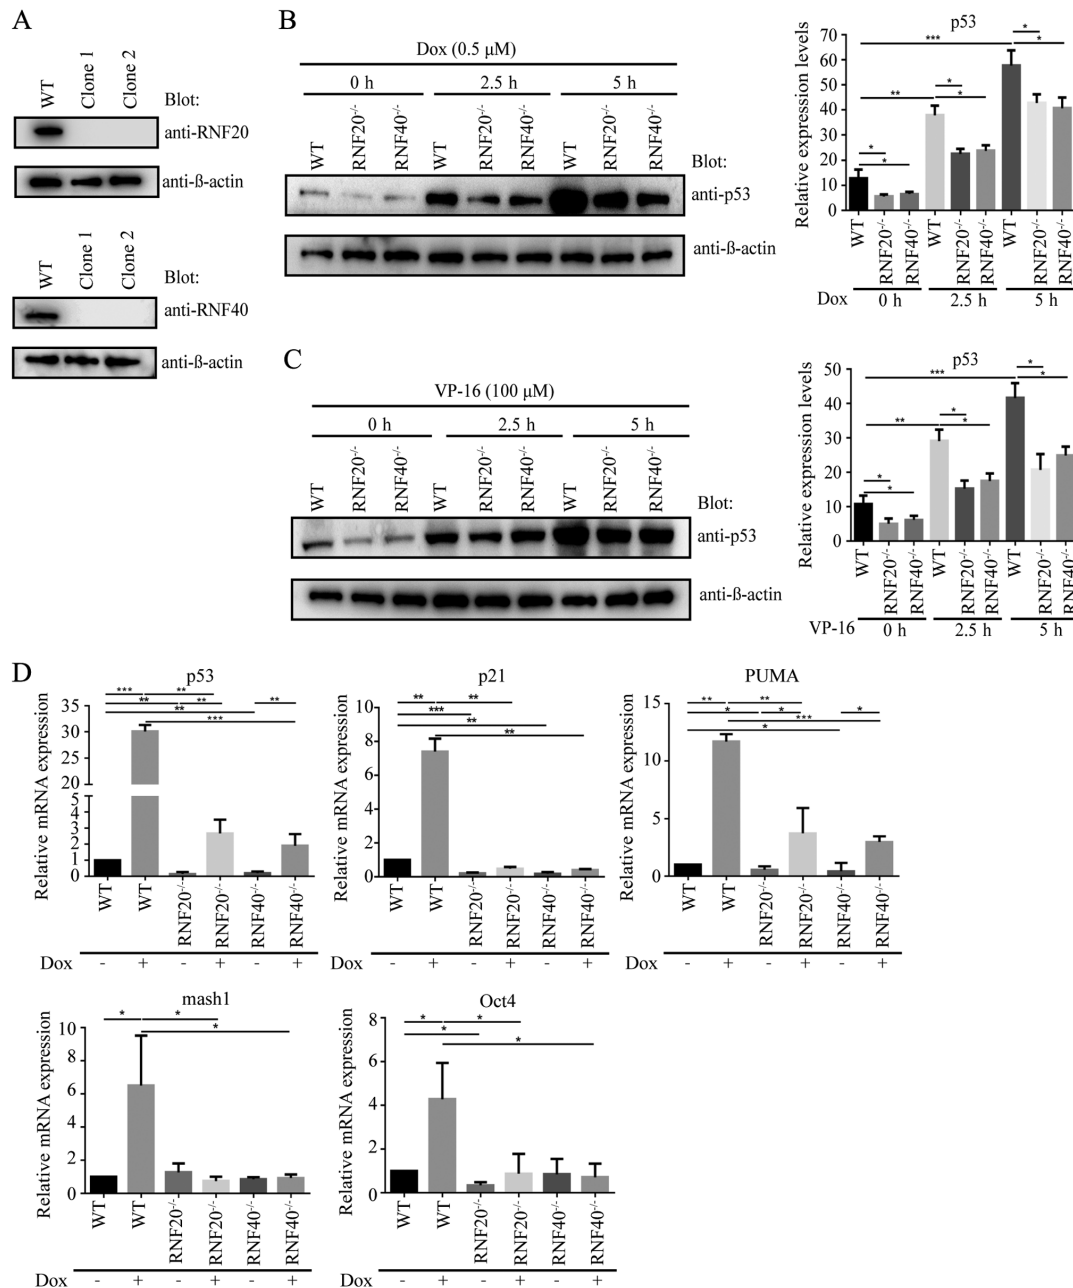 A
WT
Clone 1
Clone 2
Blot:
anti-RNF20
anti-ß-actin
WT
Clone 1
Clone 2
Blot:
anti-RNF40
anti-ß-actin
B
Dox (0.5 μM)
0 h 2.5 h 5 h
WT RNF20-/- RNF40-/- WT RNF20-/- RNF40-/- WT RNF20-/- RNF40-/-
Blot:
anti-p53
anti-ß-actin
p53
Relative expression levels
70
60
50
40
30
20
10
0
*** * *
** * *
* *
WT RNF20-/- RNF40-/- WT RNF20-/- RNF40-/- WT RNF20-/- RNF40-/-
Dox 0 h 2.5 h 5 h
C
VP-16 (100 μM)
0 h 2.5 h 5 h
WT RNF20-/- RNF40-/- WT RNF20-/- RNF40-/- WT RNF20-/- RNF40-/-
Blot:
anti-p53
anti-ß-actin
p53
Relative expression levels
50
40
30
20
10
0
*** * *
** * *
* *
WT RNF20-/- RNF40-/- WT RNF20-/- RNF40-/- WT RNF20-/- RNF40-/-
VP-16 0 h 2.5 h 5 h
D
p53
Relative mRNA expression
35
30
25
20
5
4
3
2
1
0
*** **
** ** **
**
***
WT WT RNF20-/- RNF20-/- RNF40-/- RNF40-/-
Dox - + - + - +
p21
Relative mRNA expression
10
8
6
4
2
0
** **
***
**
**
WT WT RNF20-/- RNF20-/- RNF40-/- RNF40-/-
- + - + - +
PUMA
Relative mRNA expression
15
10
5
0
** **
* * *
***
*
WT WT RNF20-/- RNF20-/- RNF40-/- RNF40-/-
- + - + - +
mash1
Relative mRNA expression
10
8
6
4
2
0
* *
*
WT WT RNF20-/- RNF20-/- RNF40-/- RNF40-/-
Dox - + - + - +
Oct4
Relative mRNA expression
8
6
4
2
0
* *
*
*
WT WT RNF20-/- RNF20-/- RNF40-/- RNF40-/-
Dox - + - + - +